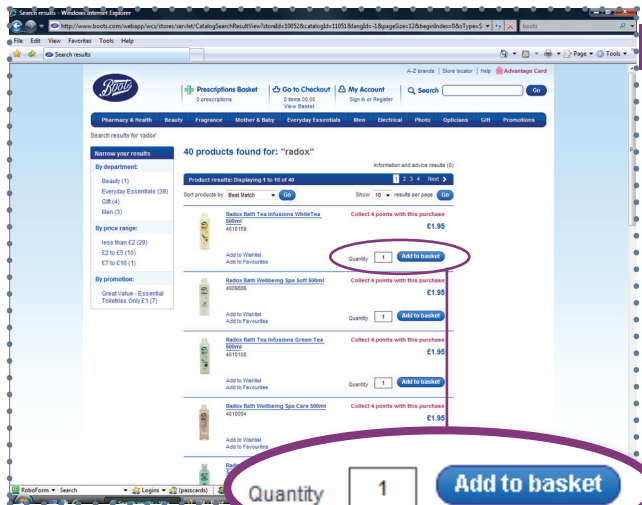 Search results - Windows Internet Explorer
http://www.boots.com/webapp/wcs/stores/servlet/CatalogSearchResultView?storeId=10052&catalogId=11051&langId=-1&pageSize=12&beginIndex=0&sType=S
boots
File Edit View Favorites Tools Help
Search results
Page Tools
A-Z brands | Store locator | Help Advantage Card
Boots
Prescriptions Basket
0 prescriptions
Go to Checkout
0 items 00.00
View Basket
My Account
Sign in or Register
Search Go
Pharmacy & Health Beauty Fragrance Mother & Baby Everyday Essentials Men Electrical Photo Opticians Gift Promotions
Search results for 'radox'
Narrow your results
By department:
Beauty (1)
Everyday Essentials (39)
Gift (4)
Men (3)
By price range:
less than £2 (29)
£2 to £5 (10)
£7 to £10 (1)
By promotion:
Great Value - Essential
Toiletries Only £1 (7)
40 products found for: "radox"
Information and advice results (0)
Product results: Displaying 1 to 10 of 40
1 2 3 4 Next
Sort products by Best Match Go
Show 10 results per page Go
Radox Bath Tea Infusions WhiteTea
500ml
4010159
Collect 4 points with this purchase
£1.95
Add to Wishlist
Add to Favourites
Quantity 1 Add to basket
Radox Bath Wellbeing Spa Soft 500ml
4009886
Collect 4 points with this purchase
£1.95
Add to Wishlist
Add to Favourites
Quantity 1 Add to basket
Radox Bath Tea Infusions Green Tea
500ml
4010108
Collect 4 points with this purchase
£1.95
Add to Wishlist
Add to Favourites
Quantity 1 Add to basket
Radox Bath Wellbeing Spa Care 500ml
4010094
Collect 4 points with this purchase
£1.95
Add to Wishlist
Add to Favourites
Quantity 1 Add to basket
RoboForm Search Logins (passcards)